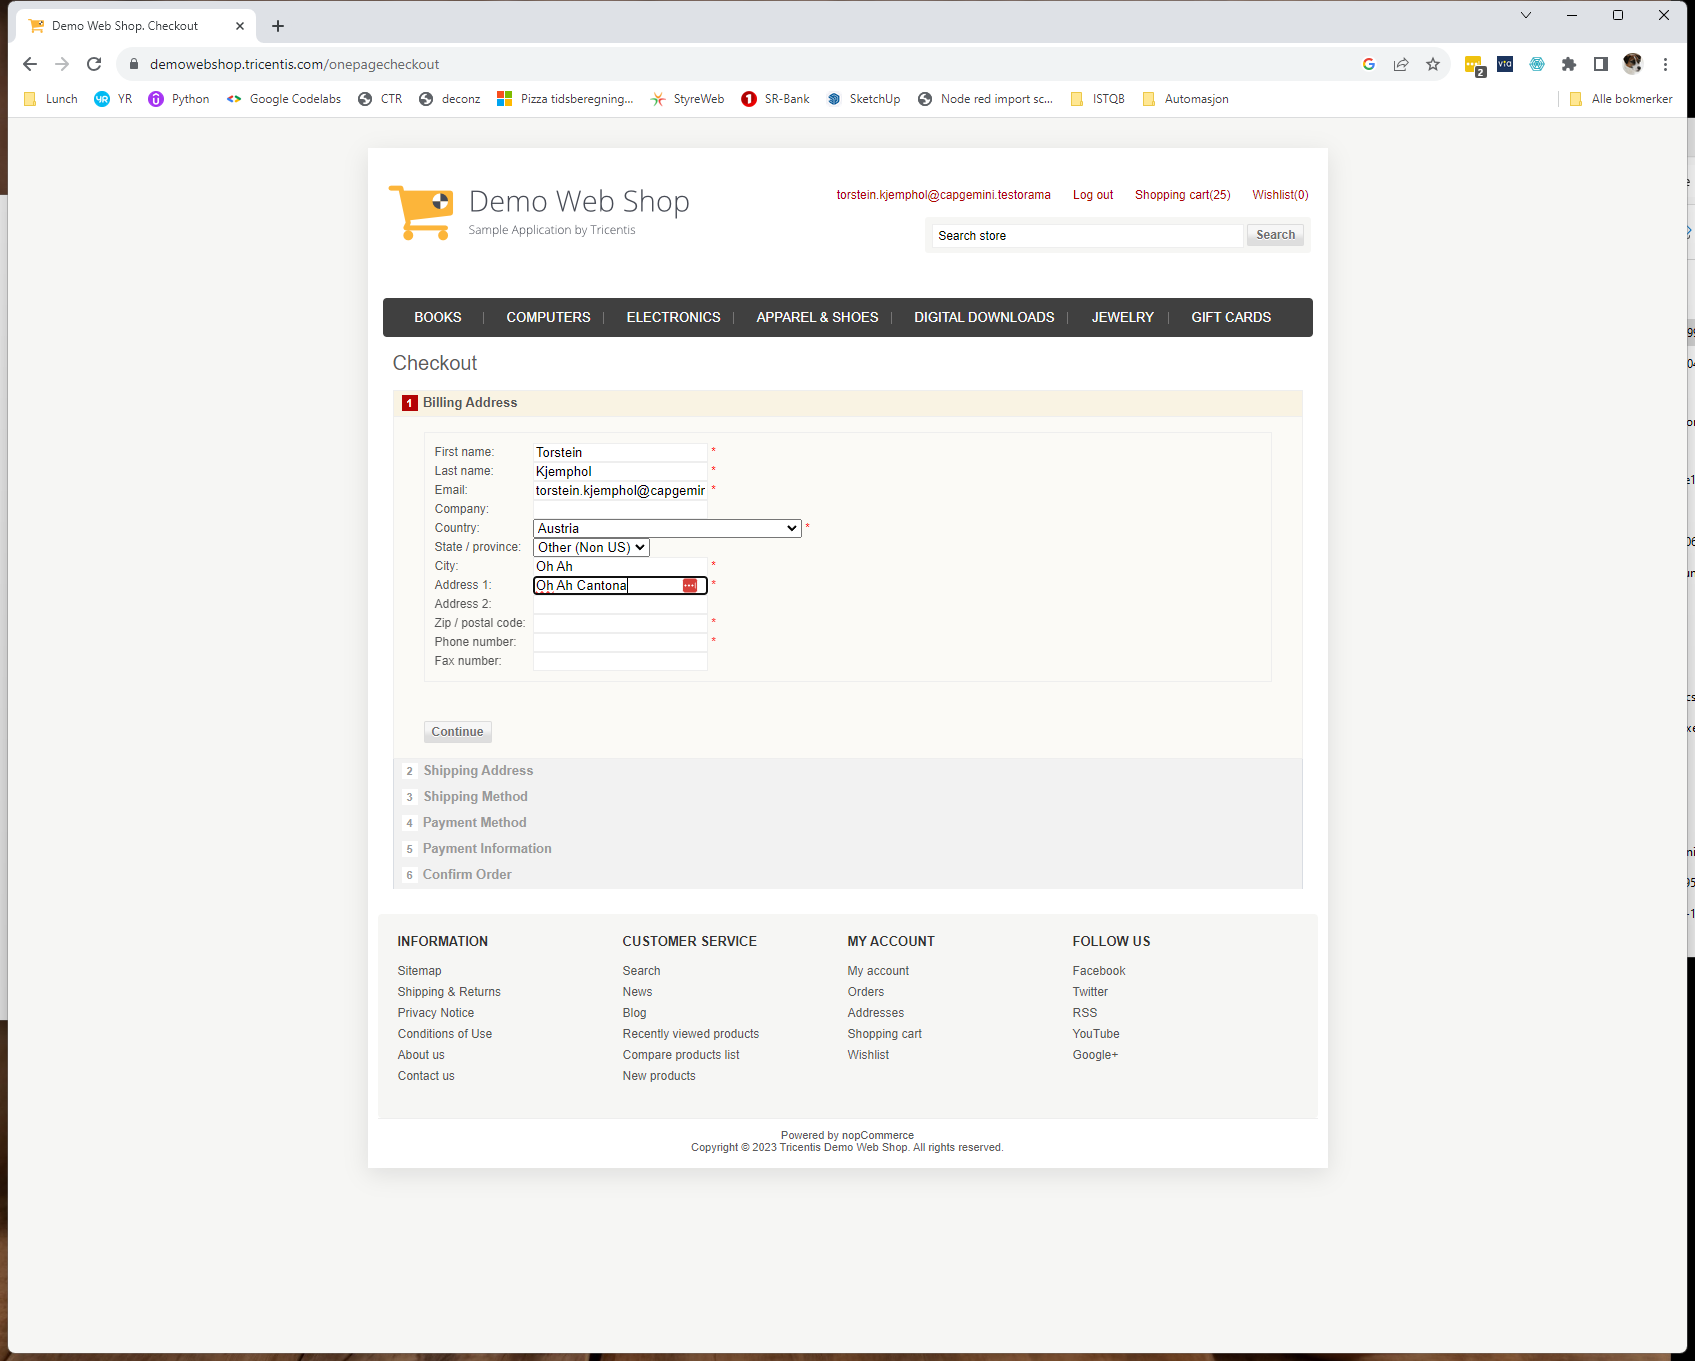 Demo Web Shop. Checkout
demowebshop.tricentis.com/onepagecheckout
2
vta
Lunch YR Python Google Codelabs CTR deconz Pizza tidsberegning... StyreWeb SR-Bank SketchUp Node red import sc... ISTQB Automasjon Alle bokmerker
Demo Web Shop
Sample Application by Tricentis
torstein.kjemphol@capgemini.testorama Log out Shopping cart(25) Wishlist(0)
Search store Search
BOOKS COMPUTERS ELECTRONICS APPAREL & SHOES DIGITAL DOWNLOADS JEWELRY GIFT CARDS
Checkout
1 Billing Address
First name: Torstein *
Last name: Kjemphol *
Email: torstein.kjemphol@capgemir *
Company:
Country: Austria *
State / province: Other (Non US)
City: Oh Ah *
Address 1: Oh Ah Cantona *
Address 2:
Zip / postal code: *
Phone number: *
Fax number:
Continue
2 Shipping Address
3 Shipping Method
4 Payment Method
5 Payment Information
6 Confirm Order
INFORMATION
Sitemap
Shipping & Returns
Privacy Notice
Conditions of Use
About us
Contact us
CUSTOMER SERVICE
Search
News
Blog
Recently viewed products
Compare products list
New products
MY ACCOUNT
My account
Orders
Addresses
Shopping cart
Wishlist
FOLLOW US
Facebook
Twitter
RSS
YouTube
Google+
Powered by nopCommerce
Copyright © 2023 Tricentis Demo Web Shop. All rights reserved.